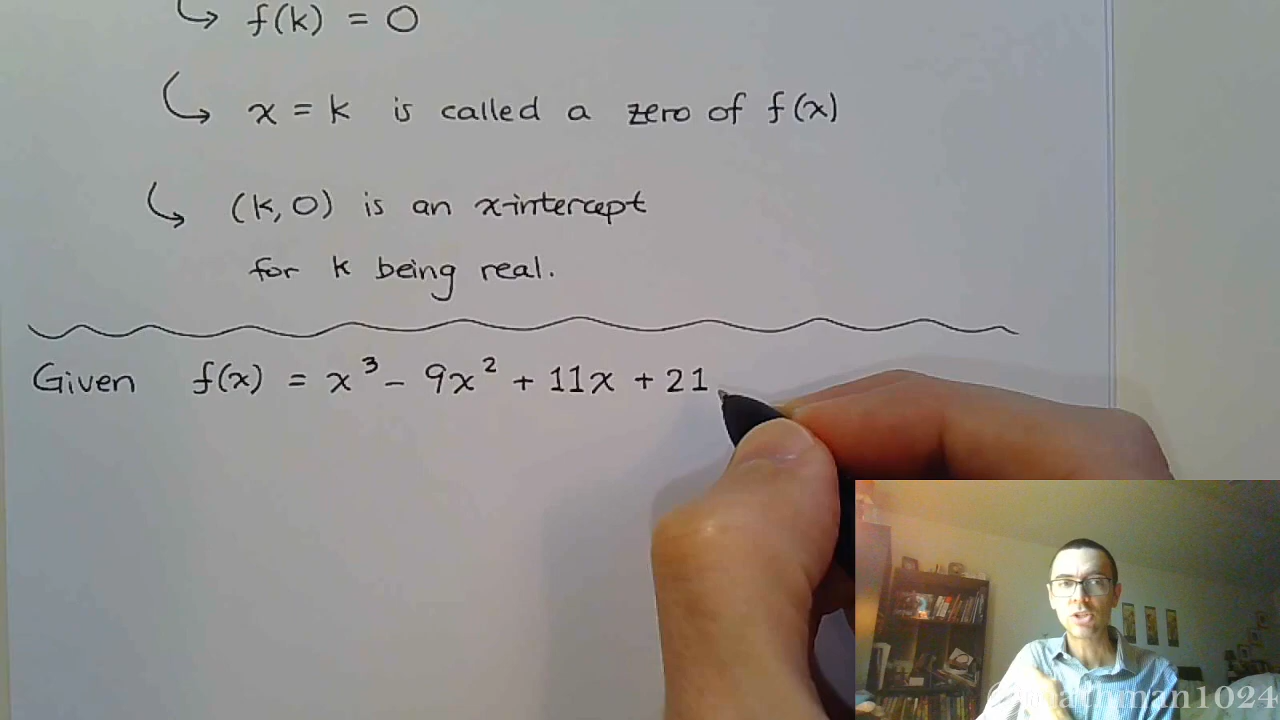 ↳ f(k) = 0
↳ x = k is called a zero of f(x)
↳ (k, 0) is an x-intercept
for k being real.
Given f(x) = x³ - 9x² + 11x + 21